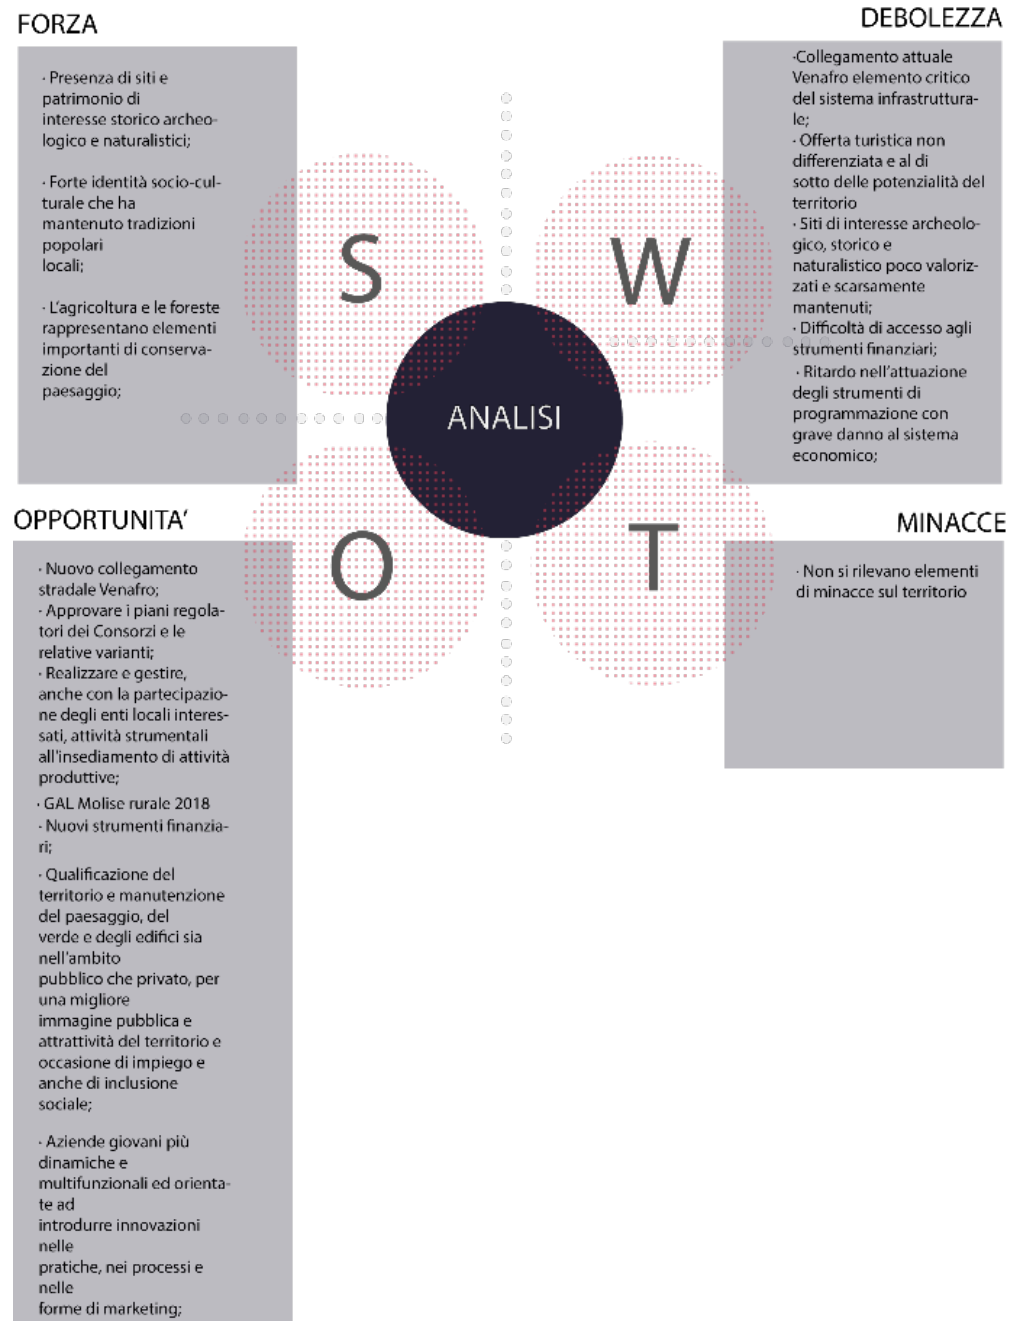 FORZA
· Presenza di siti e
patrimonio di
interesse storico archeo-
logico e naturalistici;
· Forte identità socio-cul-
turale che ha
mantenuto tradizioni
popolari
locali;
· L'agricoltura e le foreste
rappresentano elementi
importanti di conserva-
zione del
paesaggio;
DEBOLEZZA
·Collegamento attuale
Venafro elemento critico
del sistema infrastruttura-
le;
· Offerta turistica non
differenziata e al di
sotto delle potenzialità del
territorio
· Siti di interesse archeolo-
gico, storico e
naturalistico poco valoriz-
zati e scarsamente
mantenuti;
· Difficoltà di accesso agli
strumenti finanziari;
· Ritardo nell'attuazione
degli strumenti di
programmazione con
grave danno al sistema
economico;
S
W
ANALISI
O
T
OPPORTUNITA'
· Nuovo collegamento
stradale Venafro;
· Approvare i piani regola-
tori dei Consorzi e le
relative varianti;
· Realizzare e gestire,
anche con la partecipazio-
ne degli enti locali interes-
sati, attività strumentali
all'insediamento di attività
produttive;
· GAL Molise rurale 2018
· Nuovi strumenti finanzia-
ri;
· Qualificazione del
territorio e manutenzione
del paesaggio, del
verde e degli edifici sia
nell'ambito
pubblico che privato, per
una migliore
immagine pubblica e
attrattività del territorio e
occasione di impiego e
anche di inclusione
sociale;
· Aziende giovani più
dinamiche e
multifunzionali ed orienta-
te ad
introdurre innovazioni
nelle
pratiche, nei processi e
nelle
forme di marketing;
MINACCE
· Non si rilevano elementi
di minacce sul territorio